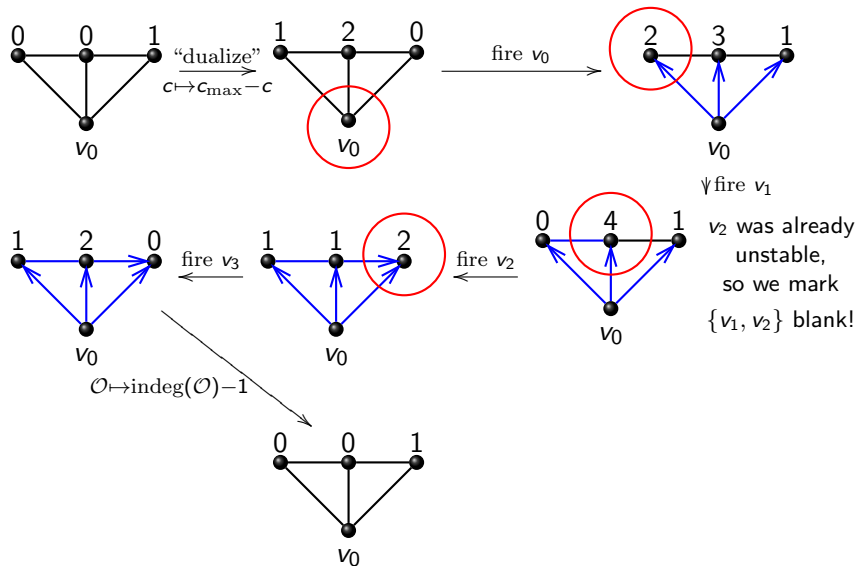 0 0 1
v₀
“dualize”
c↦c_max−c
1 2 0
v₀
fire v₀
2 3 1
v₀
fire v₁
0 4 1
v₀
v₂ was already
unstable,
so we mark
{v₁, v₂} blank!
fire v₂
1 1 2
v₀
fire v₃
1 2 0
v₀
𝒪↦indeg(𝒪)−1
0 0 1
v₀